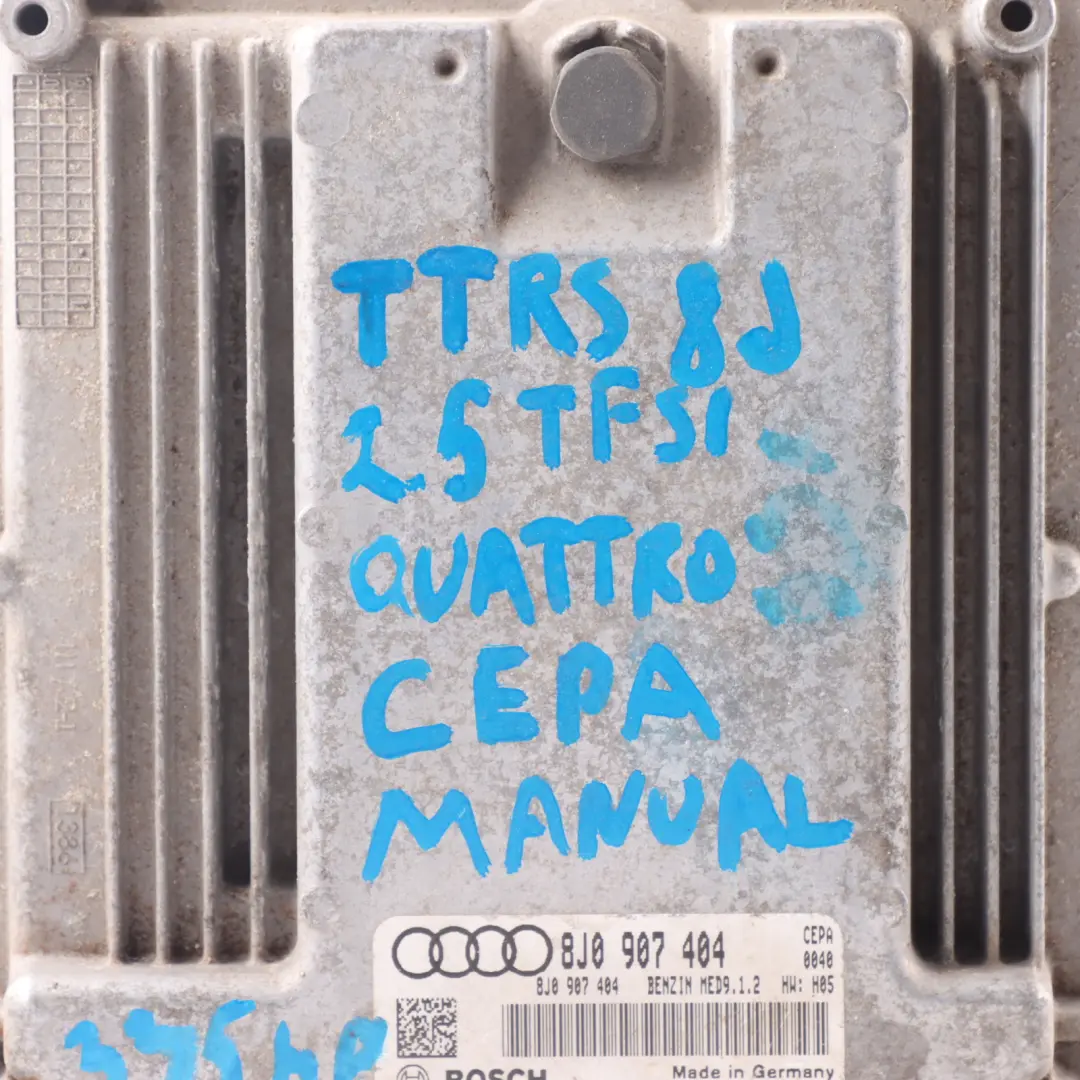 TTRS 8J
2.5 TFSI
QUATTRO
CEPA
MANUAL
8J0 907 404 CEPA
0040
8J0 907 404 BENZIN MED9.1.2 HW: H05
BOSCH Made in Germany